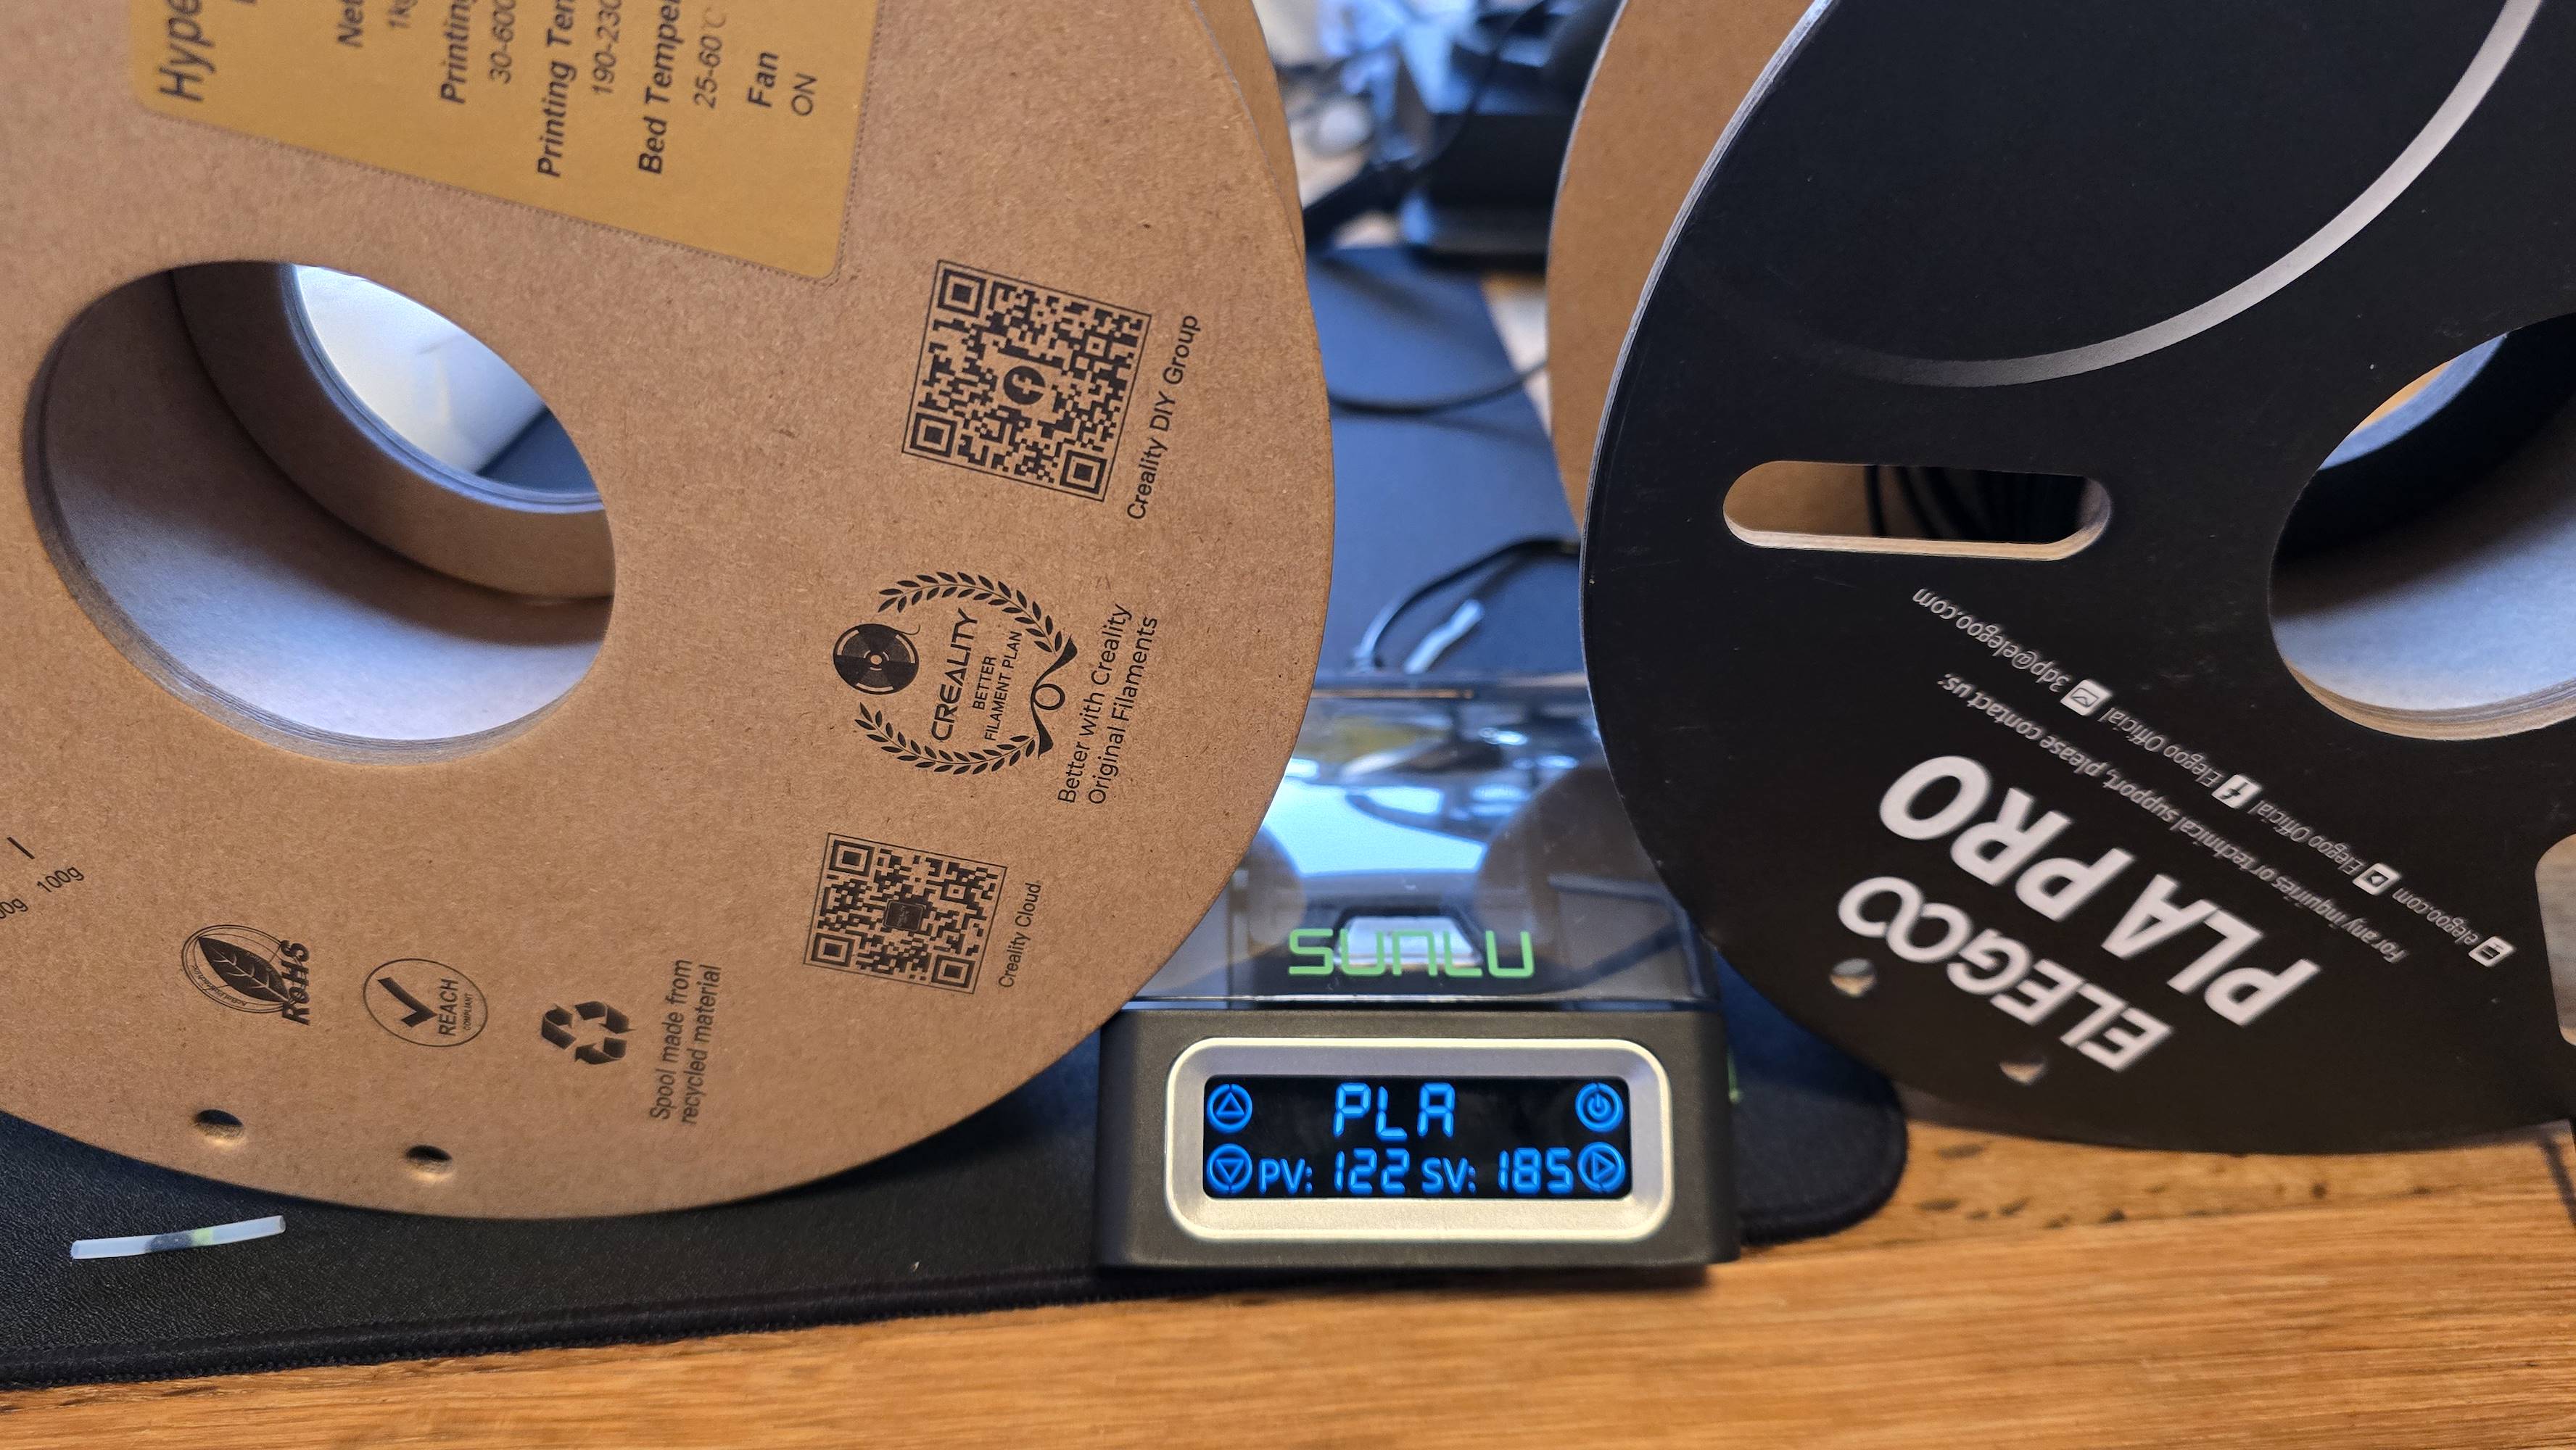 Hype
Net
1kg
Printing
30-600
Printing Tem
190-230
Bed Temper
25-60℃
Fan
ON
Creality DIY Group
CREALITY
BETTER
FILAMENT PLAN
Better with Creality
Original Filaments
Creality Cloud
100g
RoHS
REACH
COMPLIANT
Spool made from
recycled material
SUNLU
PLA
PV: 122 SV: 185
ELEGOO
PLA PRO
For any inquiries or technical support, please contact us:
elegoo.com Elegoo Official Elegoo Official 3dp@elegoo.com